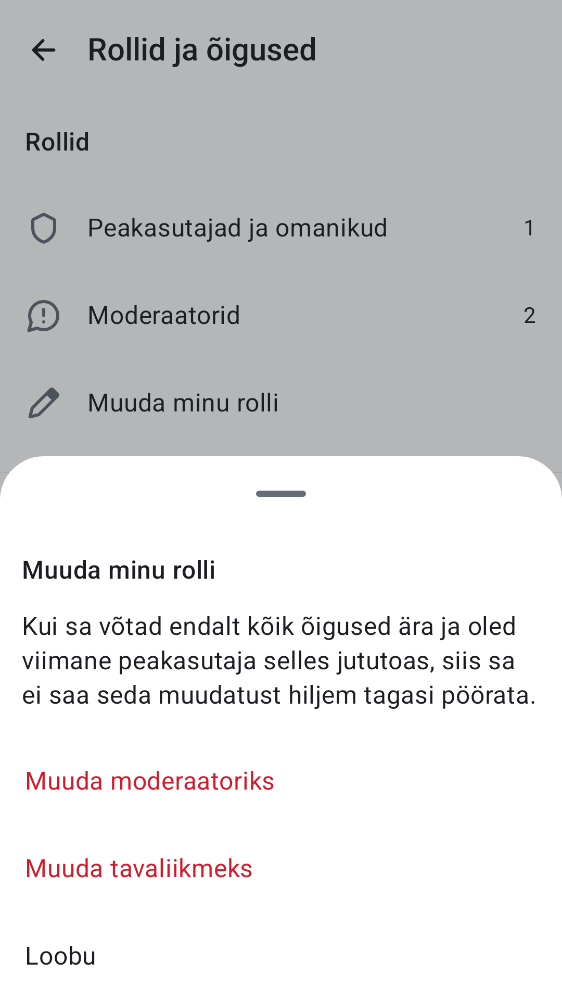 Rollid ja õigused
Rollid
Peakasutajad ja omanikud 1
Moderaatorid 2
Muuda minu rolli
Muuda minu rolli
Kui sa võtad endalt kõik õigused ära ja oled
viimane peakasutaja selles jututoas, siis sa
ei saa seda muudatust hiljem tagasi pöörata.
Muuda moderaatoriks
Muuda tavaliikmeks
Loobu